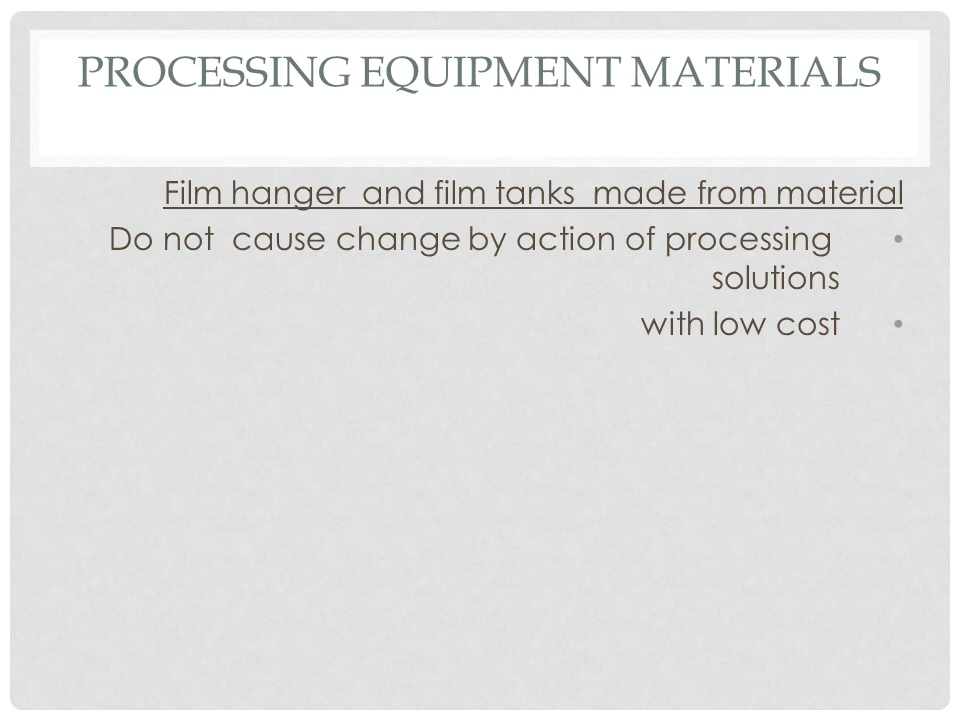 PROCESSING EQUIPMENT MATERIALS
Film hanger  and film tanks  made from material
• Do not  cause change by action of processing
solutions
• with low cost